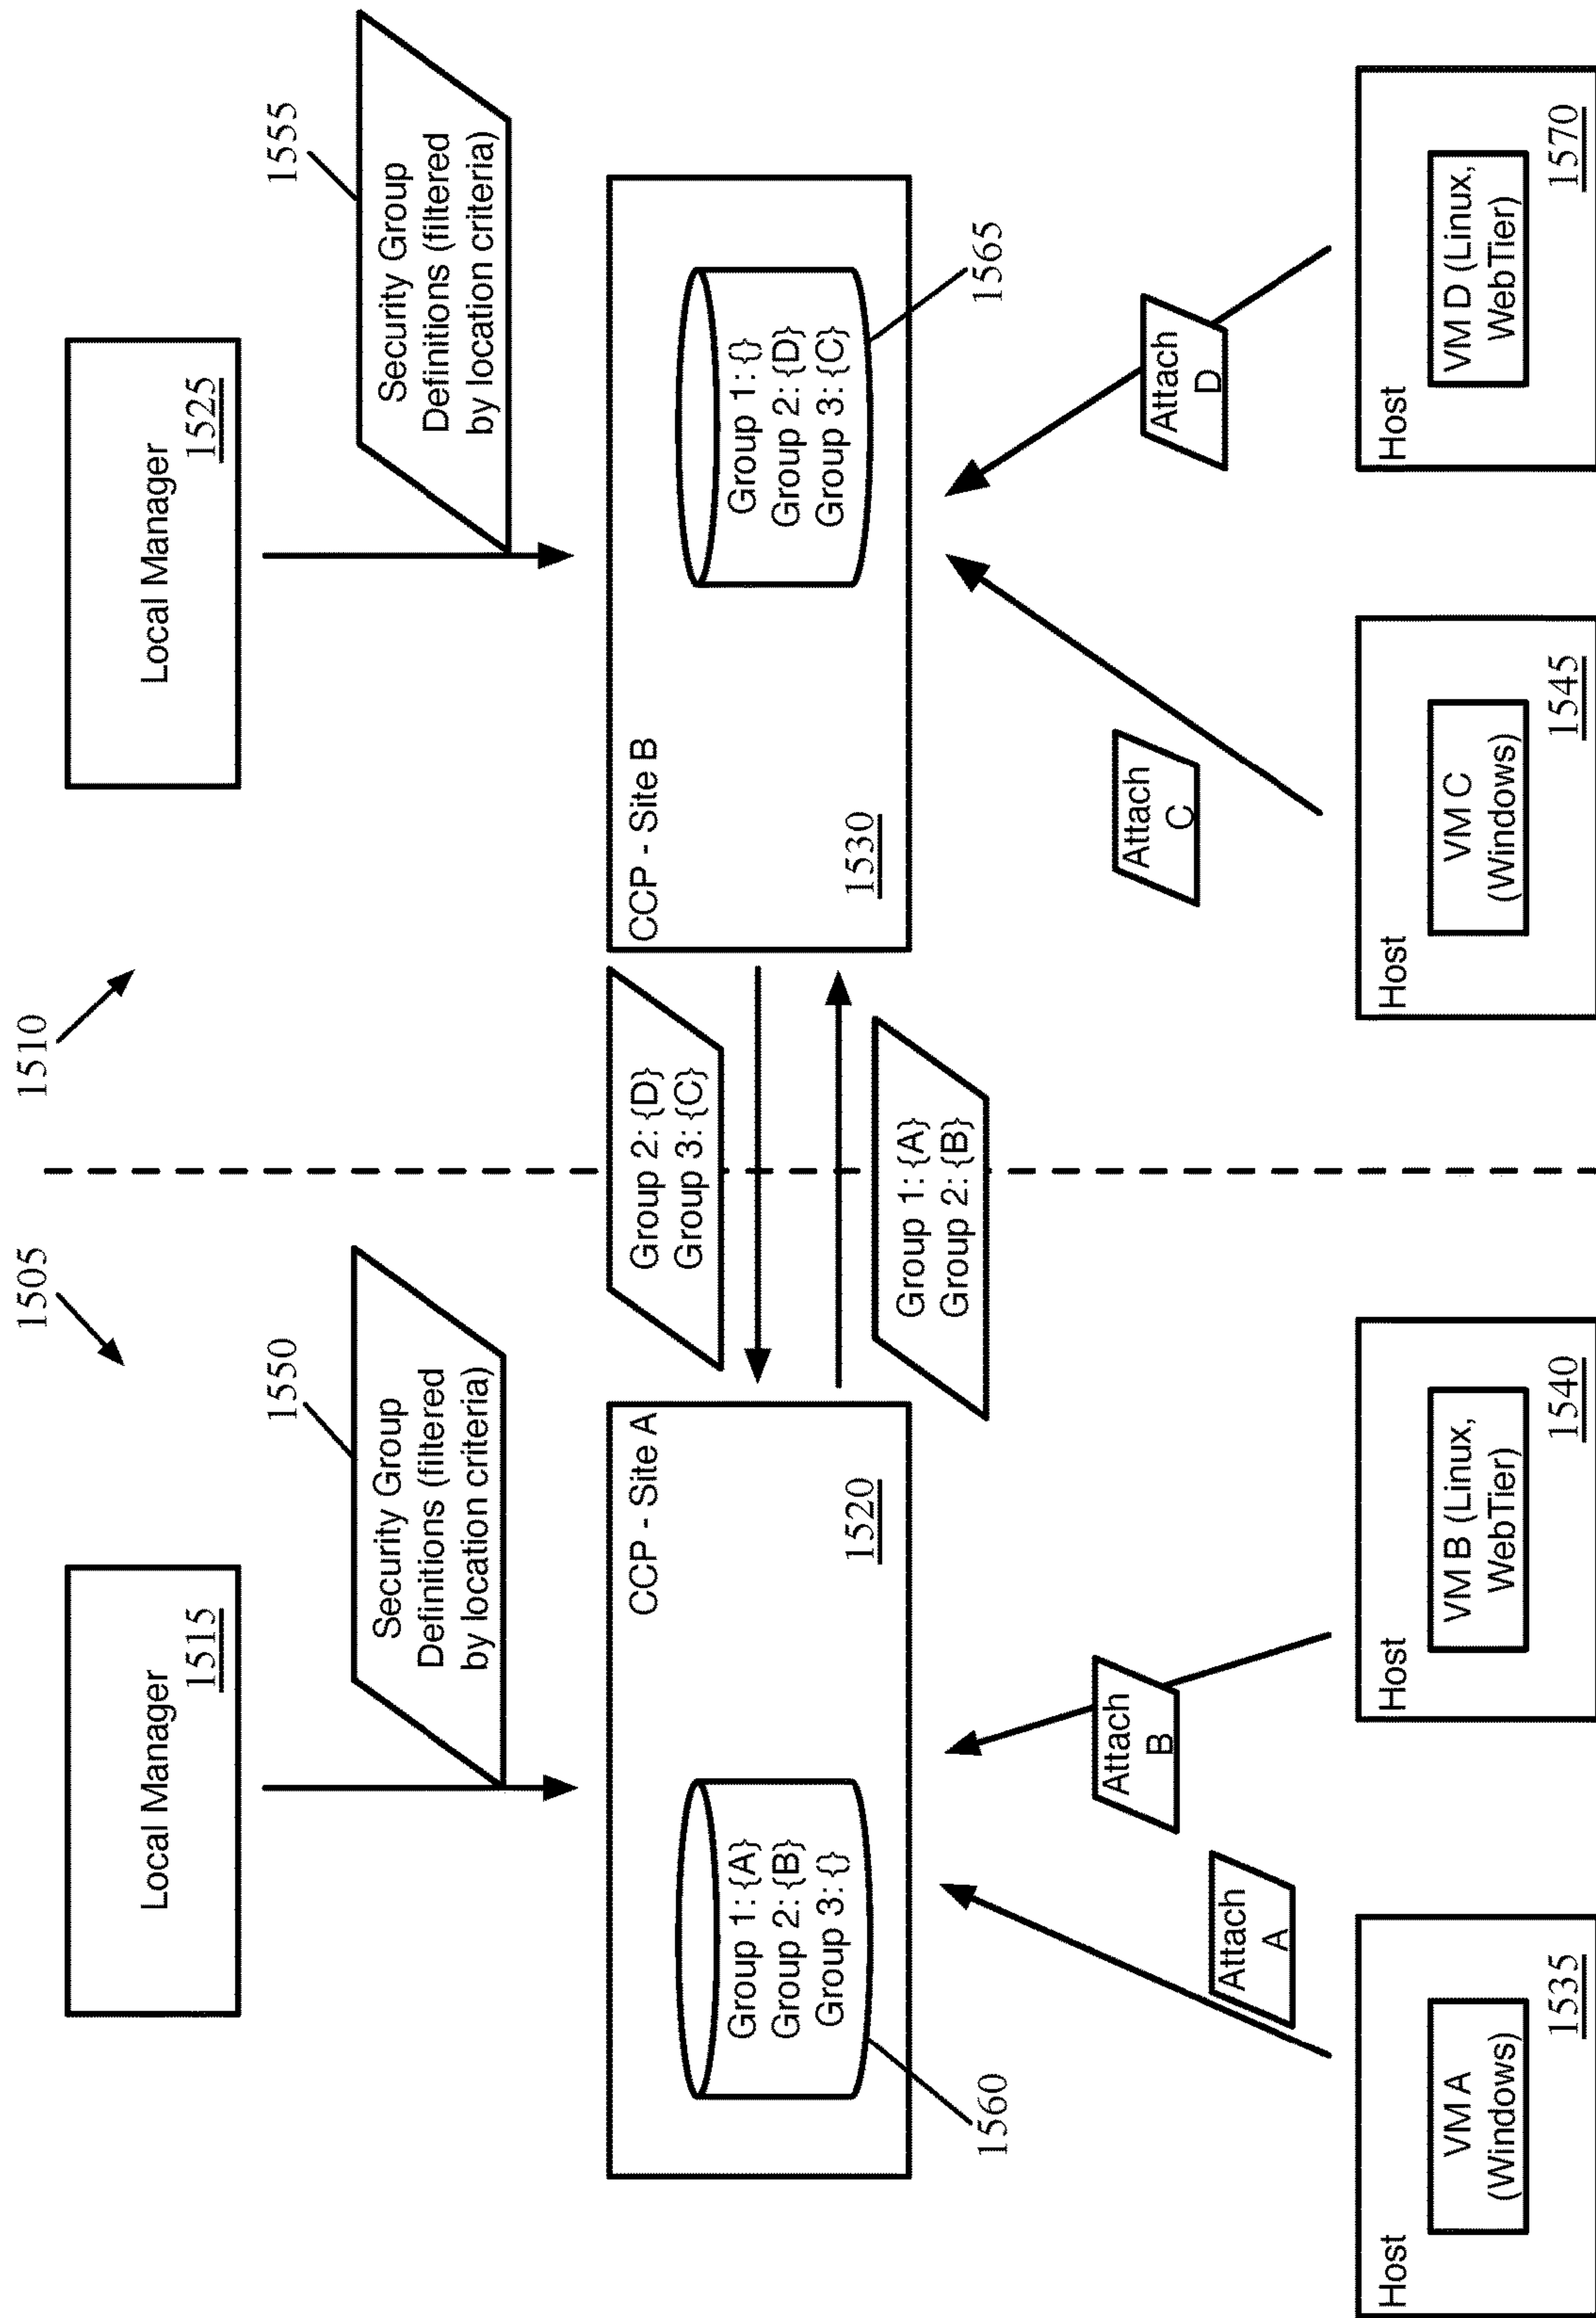 1505
1510
Local Manager
1515
Local Manager
1525
1550
Security Group
Definitions (filtered
by location criteria)
1555
Security Group
Definitions (filtered
by location criteria)
CCP - Site A
Group 1: {A}
Group 2: {B}
Group 3: {}
1520
1560
Group 2: {D}
Group 3: {C}
Group 1: {A}
Group 2: {B}
CCP - Site B
1530
Group 1: {}
Group 2: {D}
Group 3: {C}
1565
Attach
A
Attach
B
Attach
C
Attach
D
Host
VM A
(Windows)
1535
Host
VM B (Linux,
WebTier)
1540
Host
VM C
(Windows)
1545
Host
VM D (Linux,
WebTier)
1570